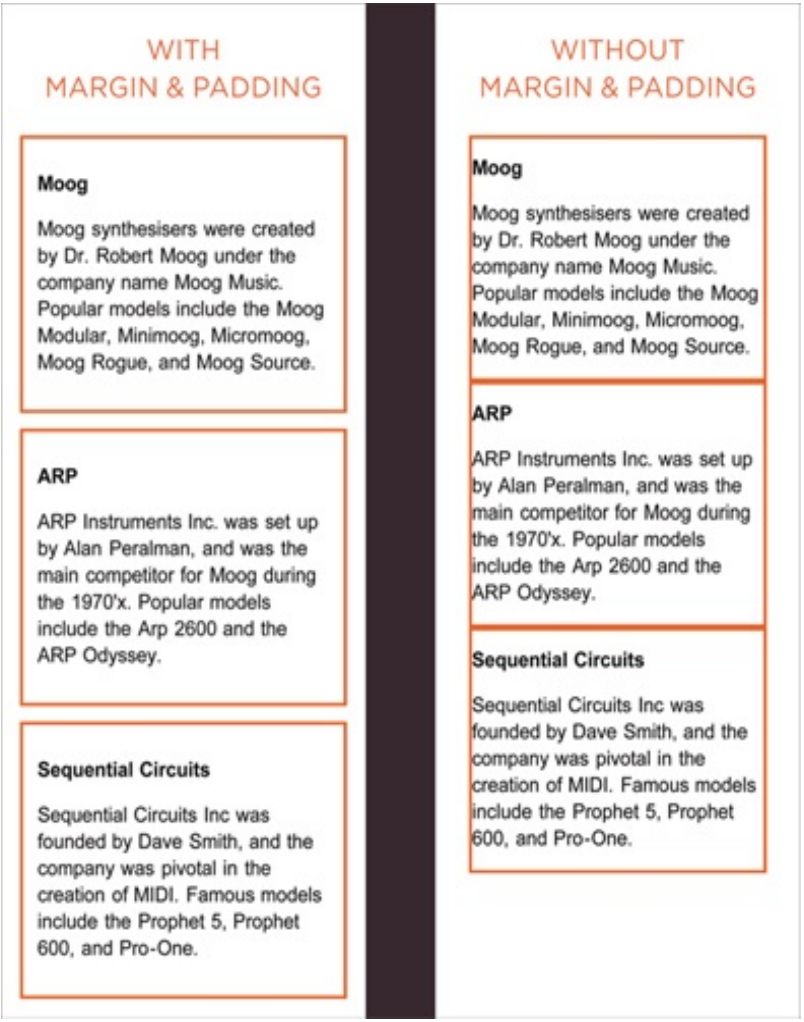 WITH
MARGIN & PADDING
Moog
Moog synthesisers were created
by Dr. Robert Moog under the
company name Moog Music.
Popular models include the Moog
Modular, Minimoog, Micromoog,
Moog Rogue, and Moog Source.
ARP
ARP Instruments Inc. was set up
by Alan Peralman, and was the
main competitor for Moog during
the 1970'x. Popular models
include the Arp 2600 and the
ARP Odyssey.
Sequential Circuits
Sequential Circuits Inc was
founded by Dave Smith, and the
company was pivotal in the
creation of MIDI. Famous models
include the Prophet 5, Prophet
600, and Pro-One.
WITHOUT
MARGIN & PADDING
Moog
Moog synthesisers were created
by Dr. Robert Moog under the
company name Moog Music.
Popular models include the Moog
Modular, Minimoog, Micromoog,
Moog Rogue, and Moog Source.
ARP
ARP Instruments Inc. was set up
by Alan Peralman, and was the
main competitor for Moog during
the 1970'x. Popular models
include the Arp 2600 and the
ARP Odyssey.
Sequential Circuits
Sequential Circuits Inc was
founded by Dave Smith, and the
company was pivotal in the
creation of MIDI. Famous models
include the Prophet 5, Prophet
600, and Pro-One.